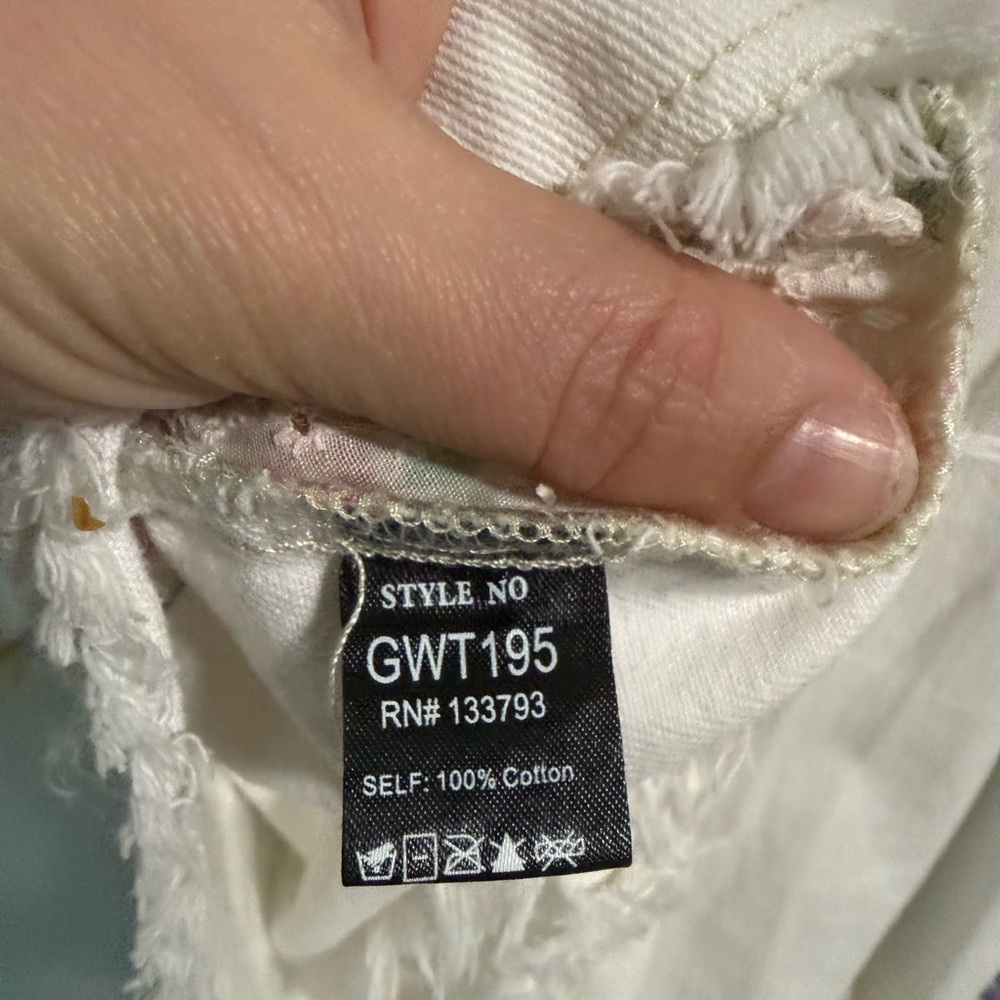 STYLE NO
GWT195
RN# 133793
SELF: 100% Cotton